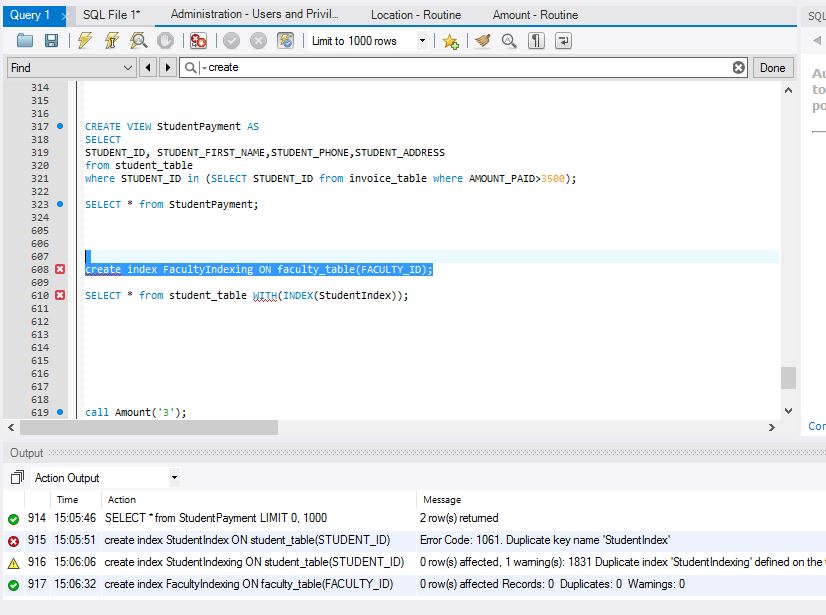 Query 1 SQL File 1* Administration - Users and Privil... Location - Routine Amount - Routine SQL
Limit to 1000 rows
Find create Done
Au
to
po
314
315
316
317 CREATE VIEW StudentPayment AS
318 SELECT
319 STUDENT_ID, STUDENT_FIRST_NAME,STUDENT_PHONE,STUDENT_ADDRESS
320 from student_table
321 where STUDENT_ID in (SELECT STUDENT_ID from invoice_table where AMOUNT_PAID>3500);
322
323 SELECT * from StudentPayment;
324
605
606
607
608 create index FacultyIndexing ON faculty_table(FACULTY_ID);
609
610 SELECT * from student_table WITH(INDEX(StudentIndex));
611
612
613
614
615
616
617
618
619 call Amount('3');
Con
Output
Action Output
Time Action Message
914 15:05:46 SELECT * from StudentPayment LIMIT 0, 1000 2 row(s) returned
915 15:05:51 create index StudentIndex ON student_table(STUDENT_ID) Error Code: 1061. Duplicate key name 'StudentIndex'
916 15:06:06 create index StudentIndexing ON student_table(STUDENT_ID) 0 row(s) affected, 1 warning(s): 1831 Duplicate index 'StudentIndexing' defined on the
917 15:06:32 create index FacultyIndexing ON faculty_table(FACULTY_ID) 0 row(s) affected Records: 0 Duplicates: 0 Warnings: 0